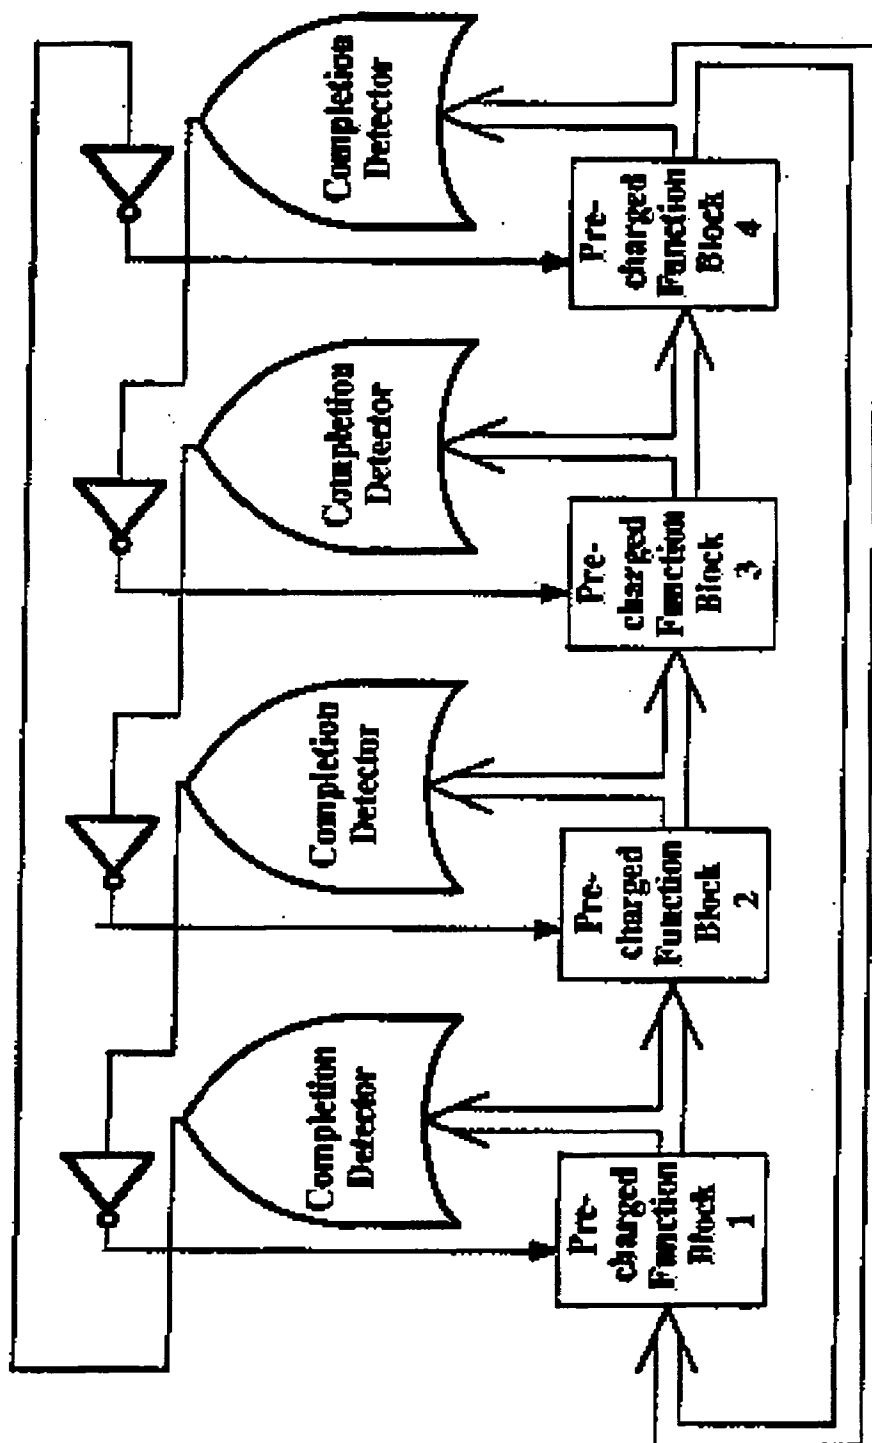 Completion
Detector
Completion
Detector
Completion
Detector
Completion
Detector
Pre-
charged
Function
Block
1
Pre-
charged
Function
Block
2
Pre-
charged
Function
Block
3
Pre-
charged
Function
Block
4